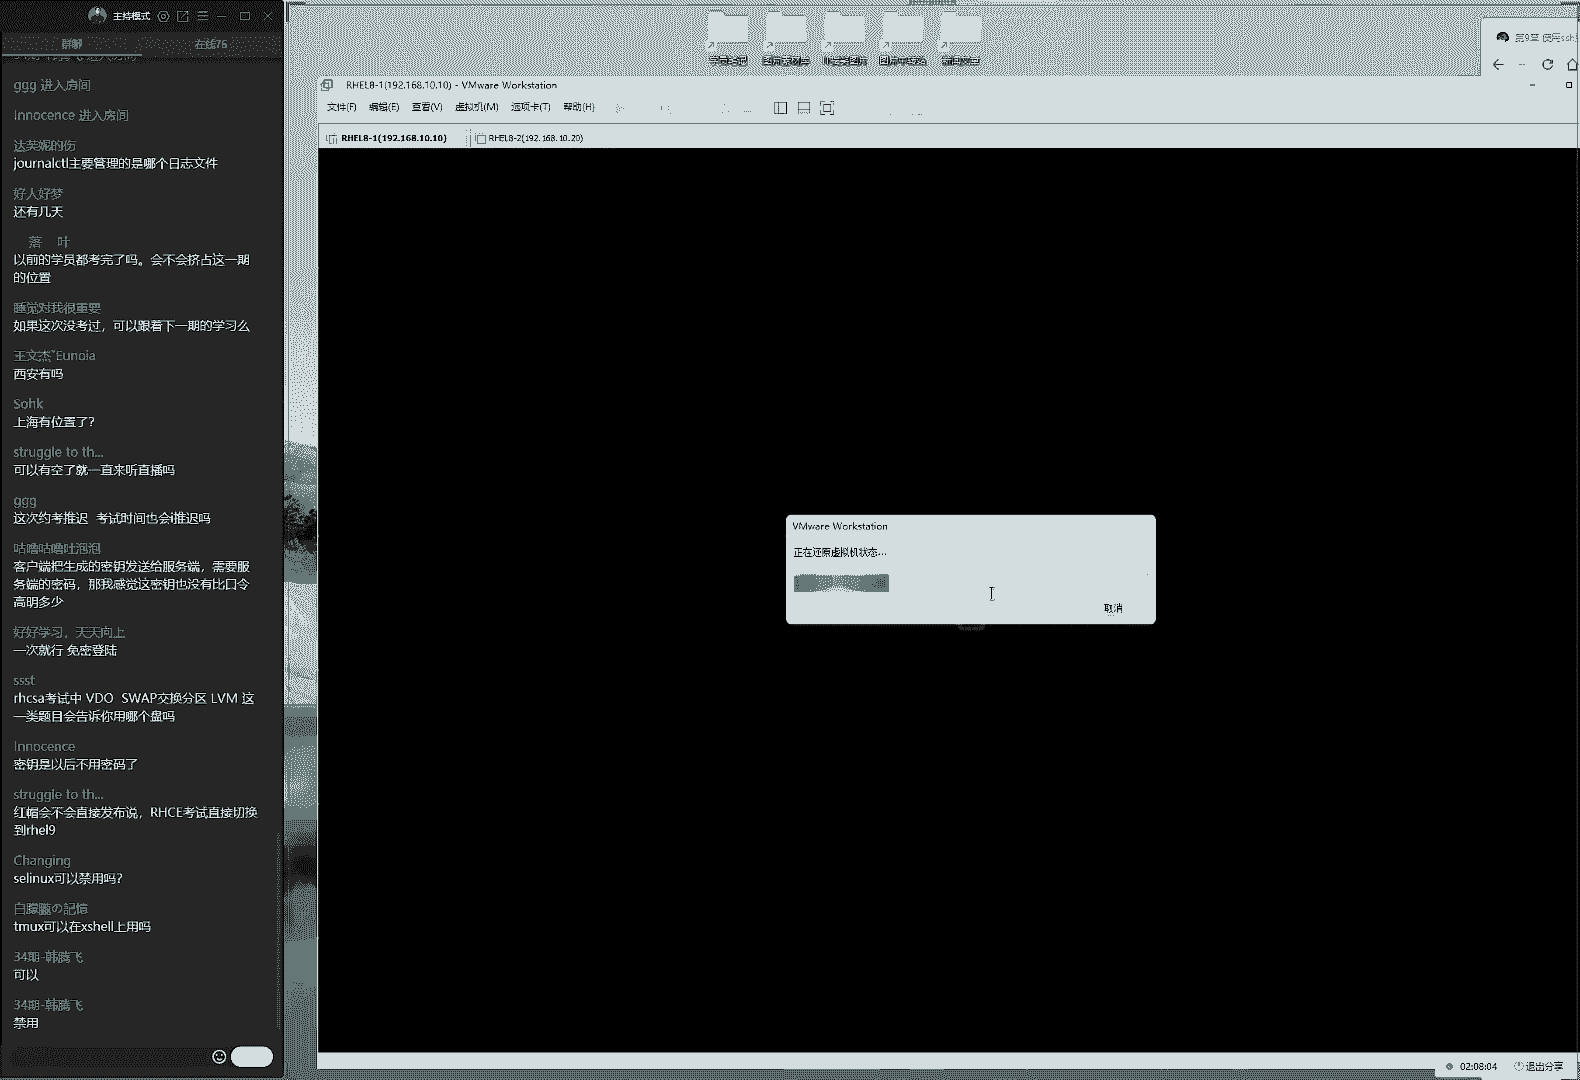 主持模式
群聊
在线76
ggg 进入房间
Innocence 进入房间
达芙妮的伤
journalctl主要管理的是哪个日志文件
好人好梦
还有几天
落 叶
以前的学员都考完了吗。会不会挤占这一期
的位置
睡觉对我很重要
如果这次没考过，可以跟着下一期的学习么
王文杰~Eunoia
西安有吗
Sohk
上海有位置了？
struggle to th...
可以有空了就一直来听直播吗
ggg
这次约考推迟 考试时间也会推迟吗
咕噜咕噜吐泡泡
客户端把生成的密钥发送给服务端，需要服
务端的密码，那我感觉这密钥也没有比口令
高明多少
好好学习，天天向上
一次就行 免密登陆
ssst
rhcsa考试中 VDO SWAP交换分区 LVM 这
一类题目会告诉你用哪个盘吗
Innocence
密钥是以后不用密码了
struggle to th...
红帽会不会直接发布说，RHCE考试直接切换
到rhel9
Changing
selinux可以禁用吗？
白朦朧の記憶
tmux可以在xshell上用吗
34期-韩腾飞
可以
34期-韩腾飞
禁用
RHEL8-1(192.168.10.10) - VMware Workstation
文件(F) 编辑(E) 查看(V) 虚拟机(M) 选项卡(T) 帮助(H)
RHEL8-1(192.168.10.10)
RHEL8-2(192.168.10.20)
VMware Workstation
正在还原虚拟机状态...
取消
第9章 使用ssh
02:08:04
退出分享